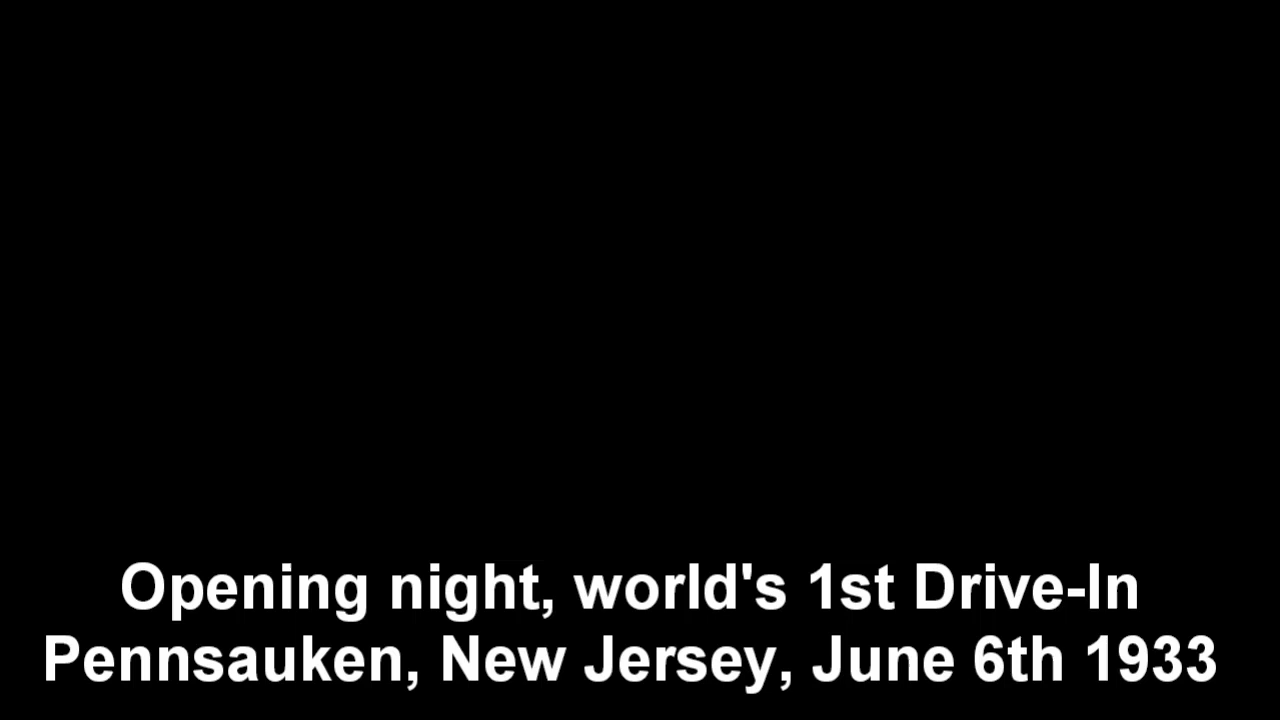 Opening night, world's 1st Drive-In
Pennsauken, New Jersey, June 6th 1933